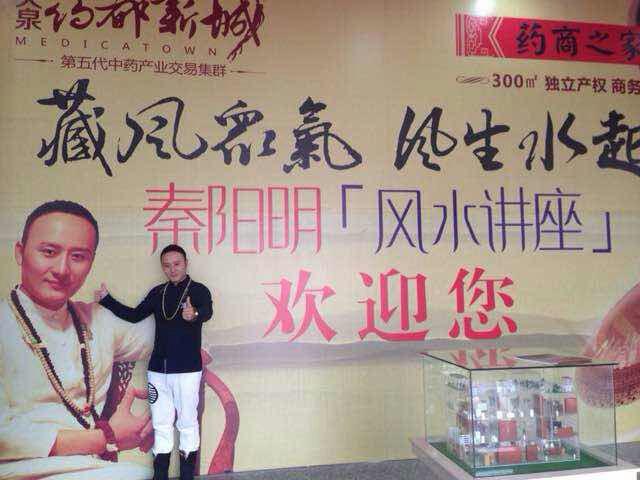 泉药都新城
MEDICATOWN
第五代中药产业交易集群
药商之家
300㎡ 独立产权 商务
藏风聚氣 风生水起
秦阳明「风水讲座」
欢迎您